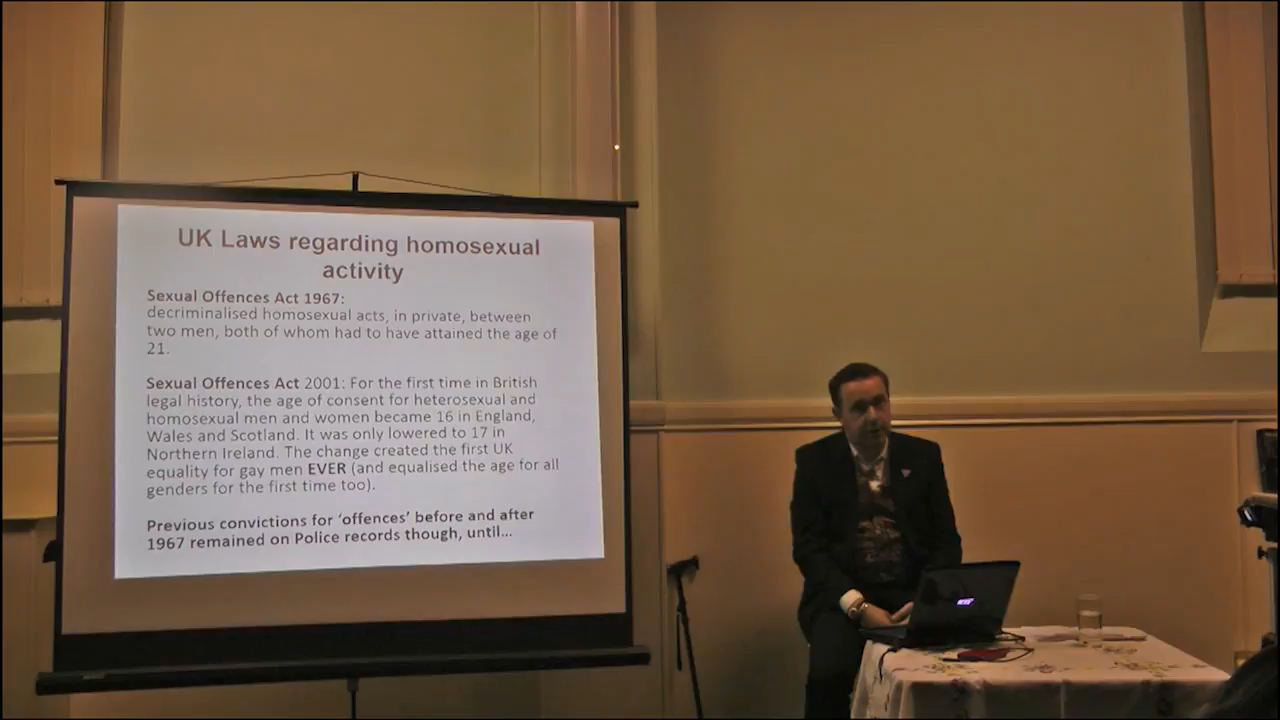 UK Laws regarding homosexual
activity
Sexual Offences Act 1967:
decriminalised homosexual acts, in private, between
two men, both of whom had to have attained the age of
21.
Sexual Offences Act 2001: For the first time in British
legal history, the age of consent for heterosexual and
homosexual men and women became 16 in England,
Wales and Scotland. It was only lowered to 17 in
Northern Ireland. The change created the first UK
equality for gay men EVER (and equalised the age for all
genders for the first time too).
Previous convictions for ‘offences’ before and after
1967 remained on Police records though, until...